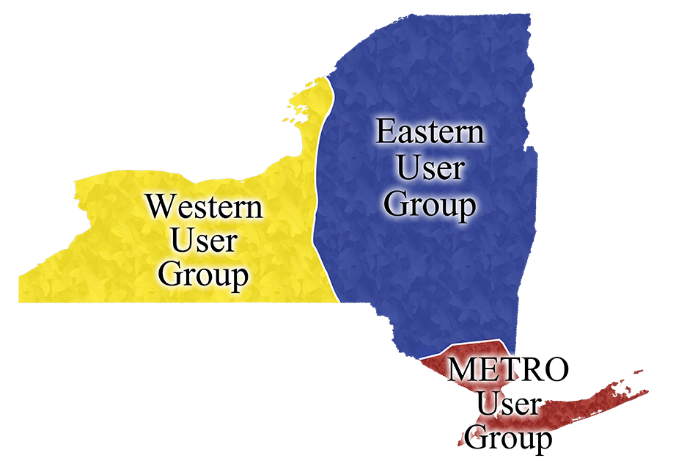 Eastern
User
Group
Western
User
Group
METRO
User
Group